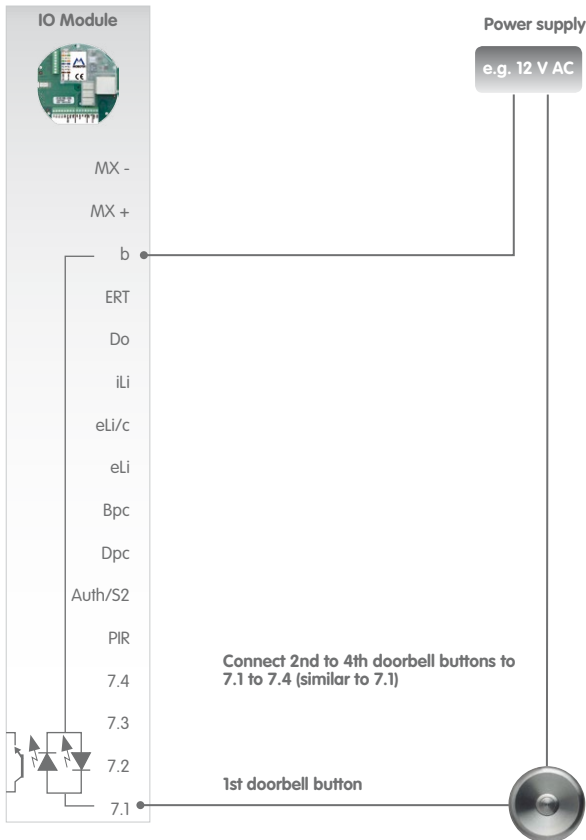 IO Module
Power supply
e.g. 12 V AC
MX -
MX +
b
ERT
Do
iLi
eLi/c
eLi
Bpc
Dpc
Auth/S2
PIR
Connect 2nd to 4th doorbell buttons to
7.1 to 7.4 (similar to 7.1)
7.4
7.3
7.2
1st doorbell button
7.1